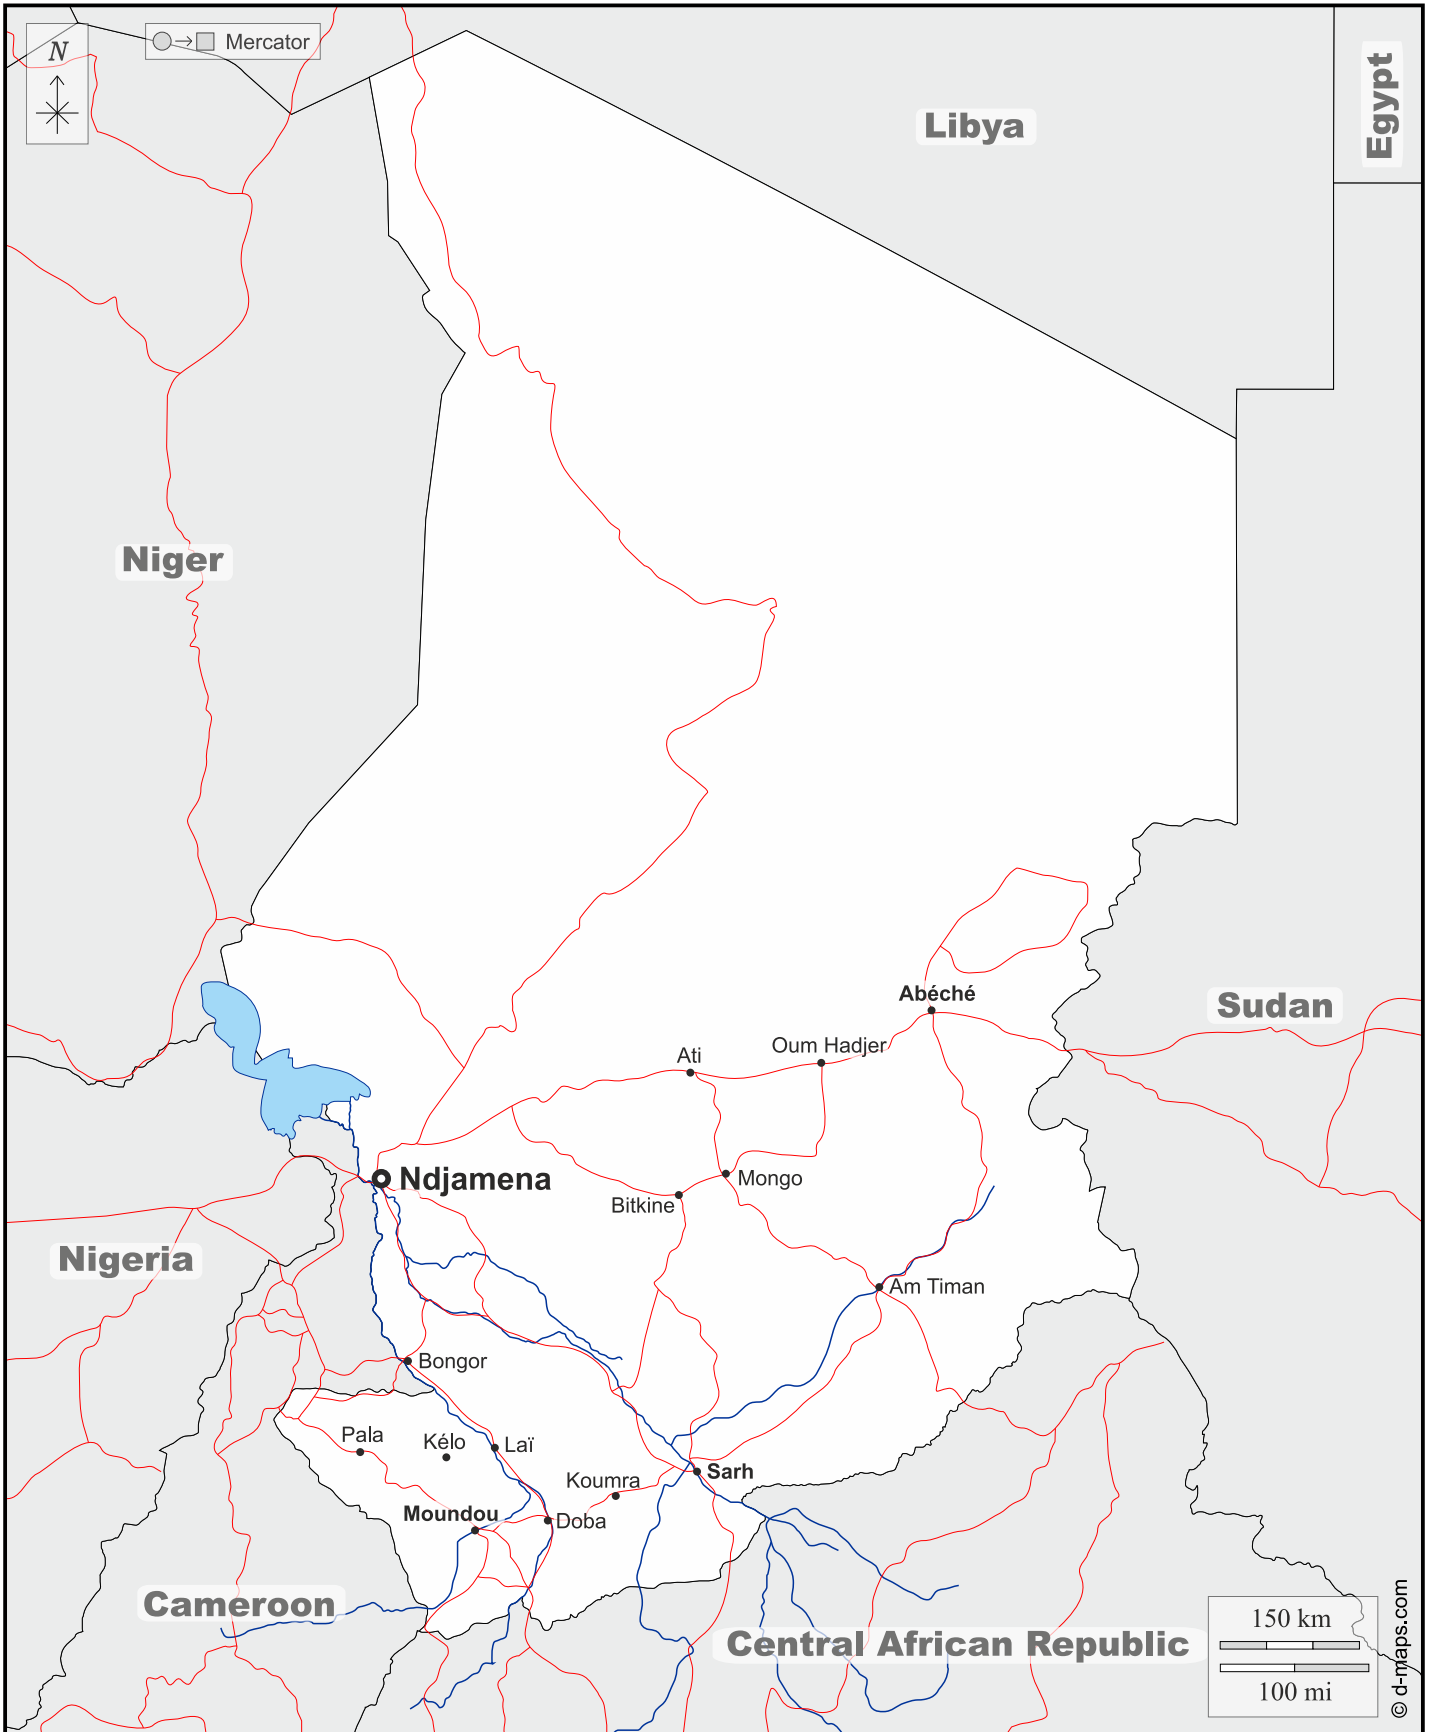 N
Mercator
Libya
Egypt
Niger
Abéché
Sudan
Ati
Oum Hadjer
Ndjamena
Mongo
Bitkine
Nigeria
Am Timan
Bongor
Pala
Kélo
Laï
Koumra
Sarh
Moundou
Doba
Cameroon
Central African Republic
150 km
100 mi
© d-maps.com